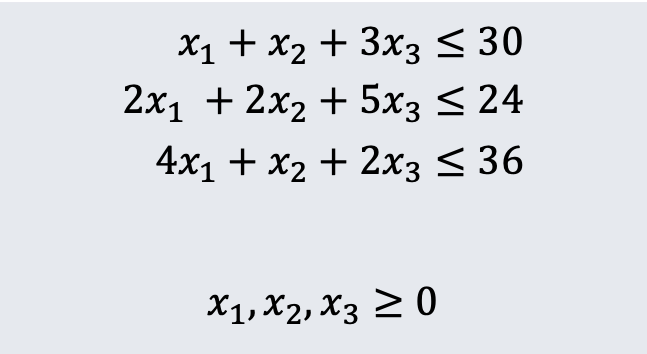 x₁ + x₂ + 3x₃ ≤ 30
2x₁ + 2x₂ + 5x₃ ≤ 24
4x₁ + x₂ + 2x₃ ≤ 36
x₁, x₂, x₃ ≥ 0